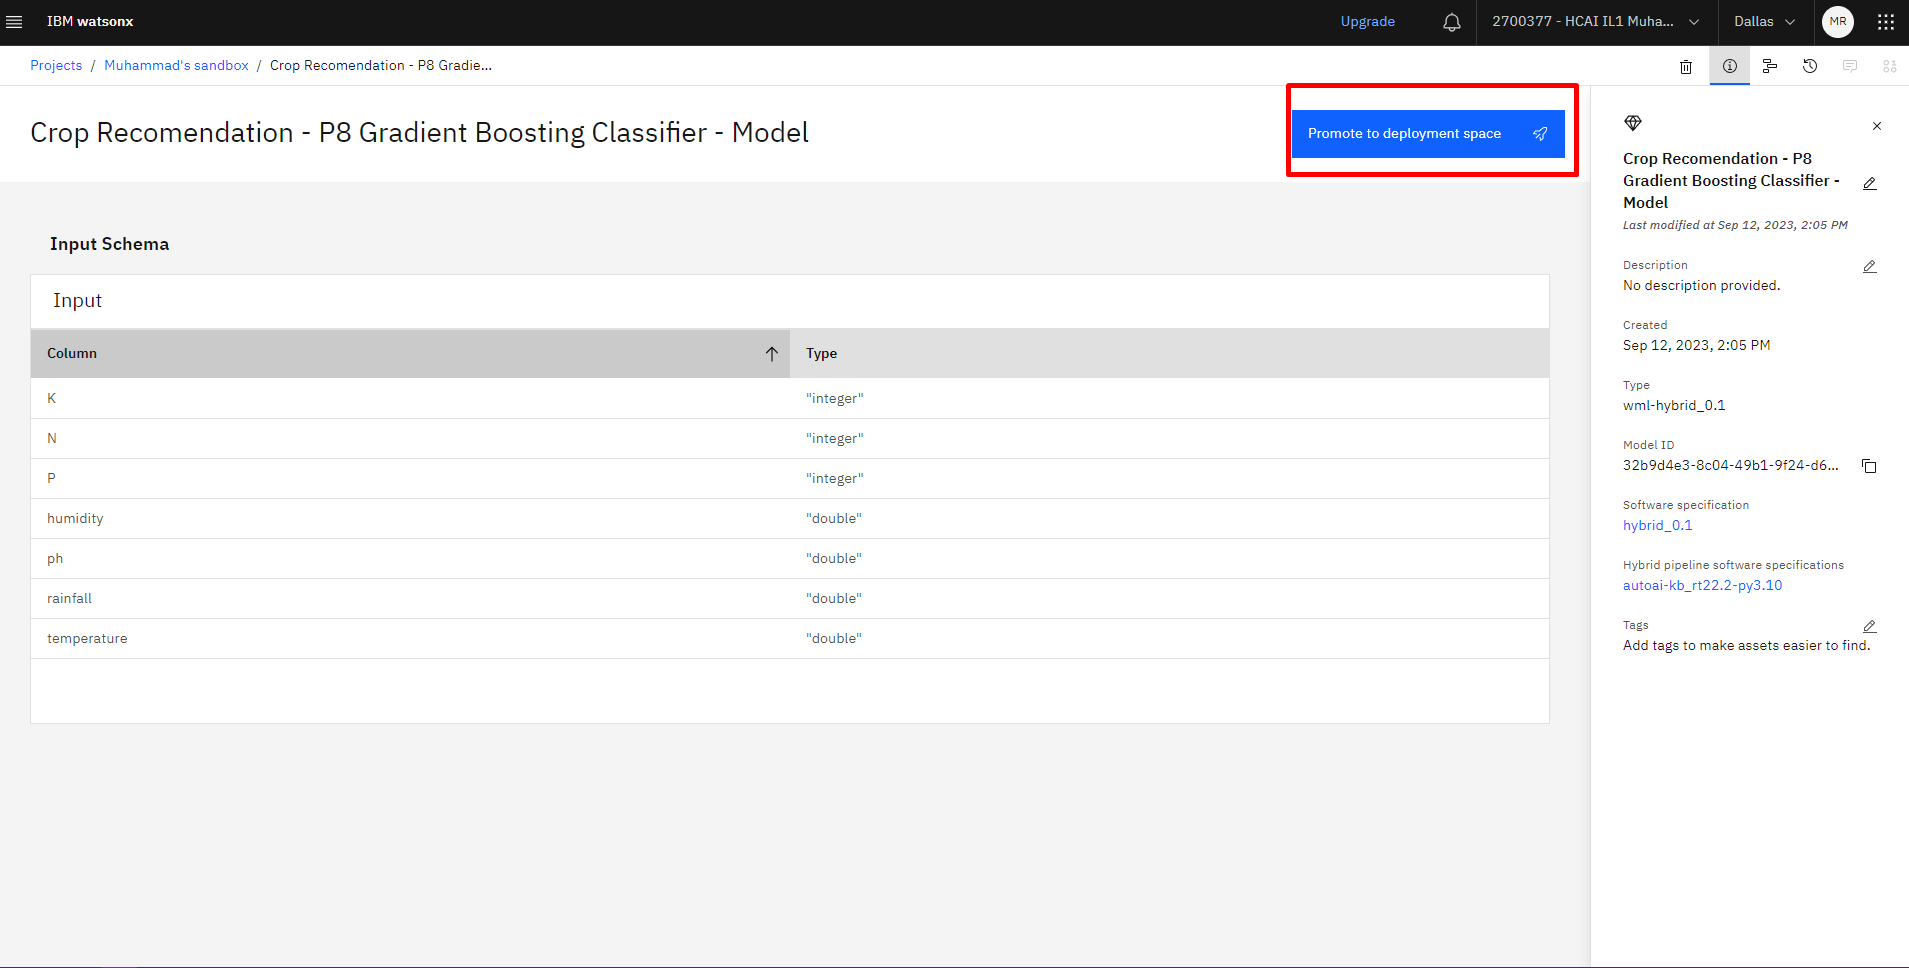 IBM watsonx
Upgrade
2700377 - HCAI IL1 Muha...
Dallas
MR
Projects / Muhammad's sandbox / Crop Recomendation - P8 Gradie...
Crop Recomendation - P8 Gradient Boosting Classifier - Model
Promote to deployment space
Input Schema
Input
Column Type
K "integer"
N "integer"
P "integer"
humidity "double"
ph "double"
rainfall "double"
temperature "double"
Crop Recomendation - P8
Gradient Boosting Classifier -
Model
Last modified at Sep 12, 2023, 2:05 PM
Description
No description provided.
Created
Sep 12, 2023, 2:05 PM
Type
wml-hybrid_0.1
Model ID
32b9d4e3-8c04-49b1-9f24-d6...
Software specification
hybrid_0.1
Hybrid pipeline software specifications
autoai-kb_rt22.2-py3.10
Tags
Add tags to make assets easier to find.